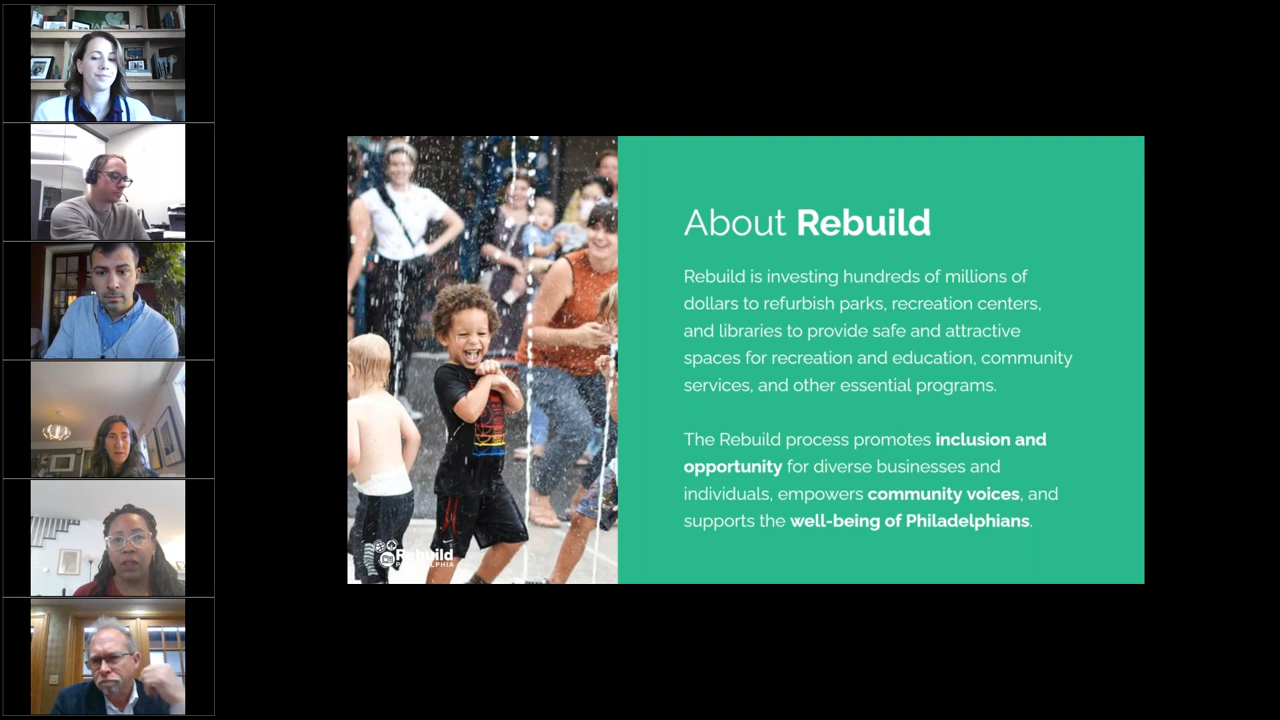 About Rebuild
Rebuild is investing hundreds of millions of
dollars to refurbish parks, recreation centers,
and libraries to provide safe and attractive
spaces for recreation and education, community
services, and other essential programs.
The Rebuild process promotes inclusion and
opportunity for diverse businesses and
individuals, empowers community voices, and
supports the well-being of Philadelphians.
Rebuild
PHILADELPHIA